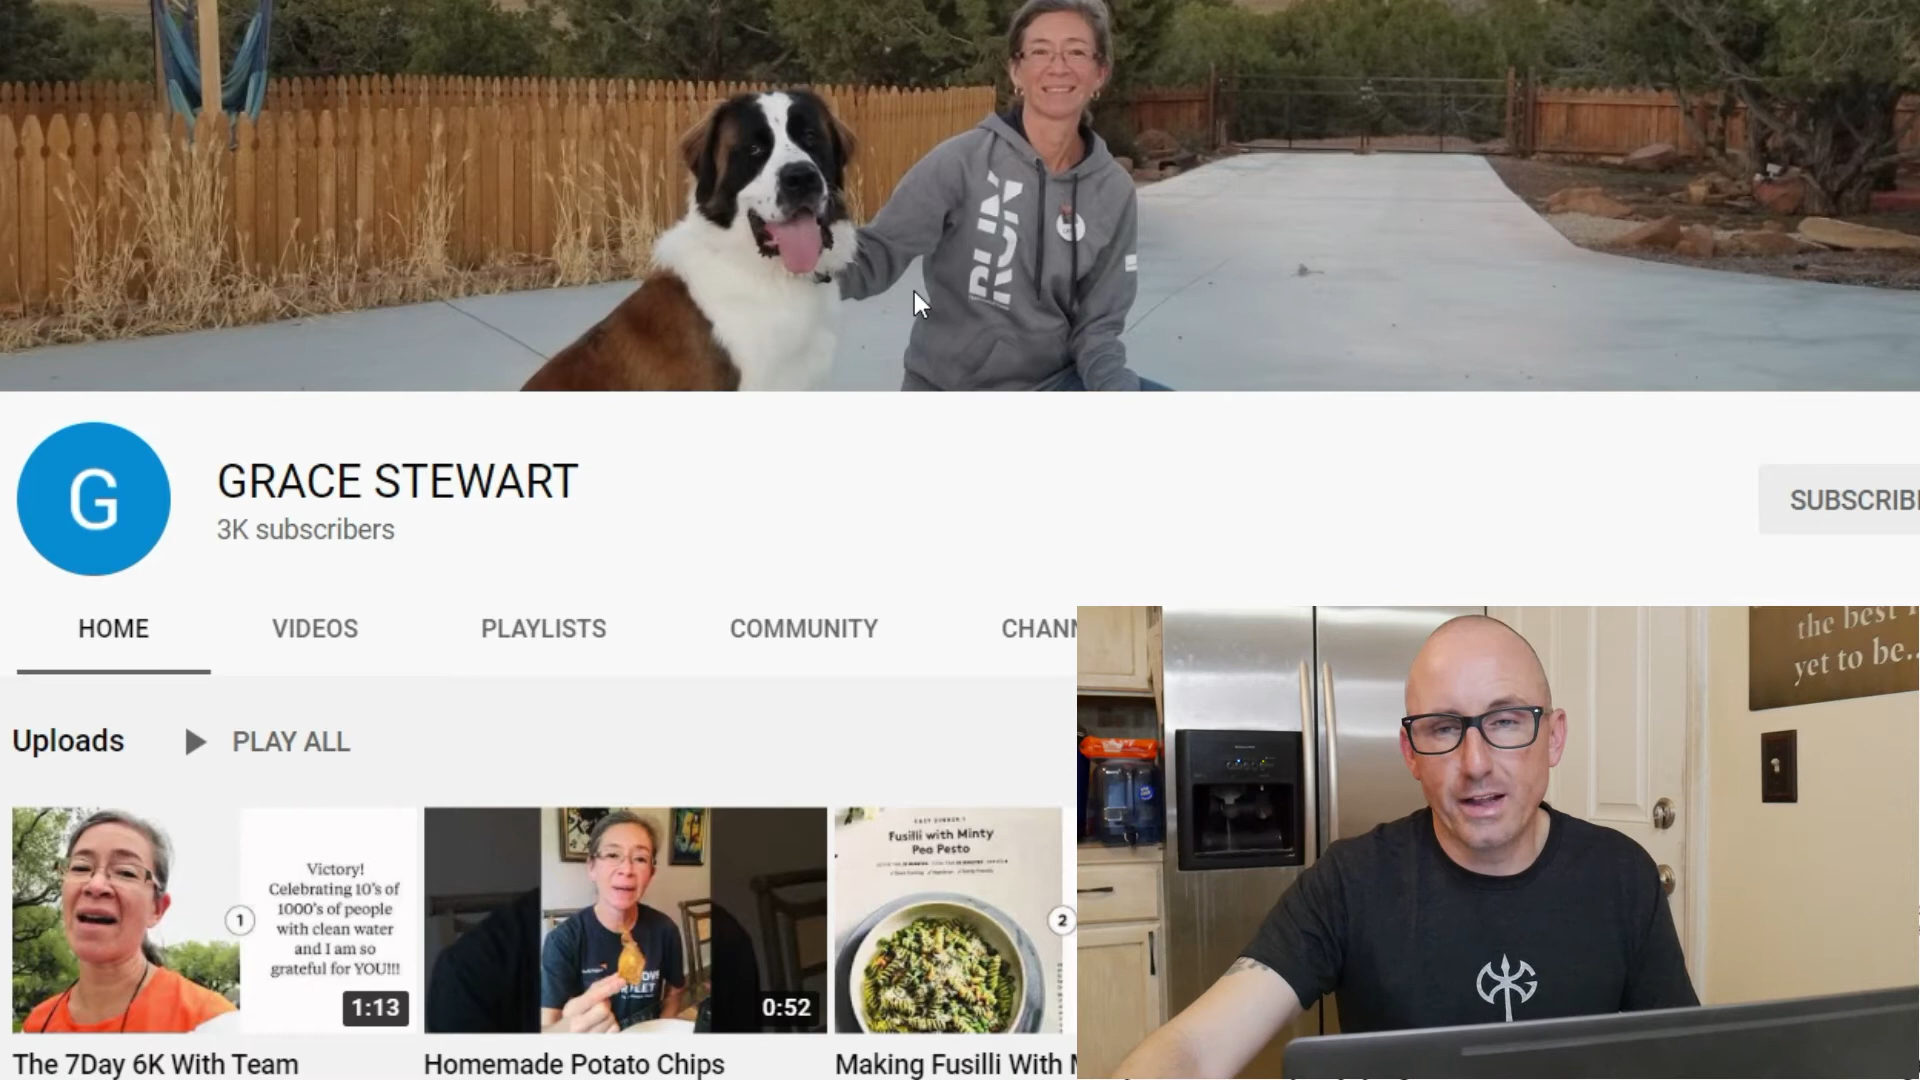 RUN
G
GRACE STEWART
3K subscribers
SUBSCRIB
HOME
VIDEOS
PLAYLISTS
COMMUNITY
CHANN
Uploads
PLAY ALL
Victory!
Celebrating 10's of
1000's of people
with clean water
and I am so
grateful for YOU!!!
1
1:13
0:52
Fusilli with Minty
Pea Pesto
2
The 7Day 6K With Team
Homemade Potato Chips
Making Fusilli With
the best
yet to be..